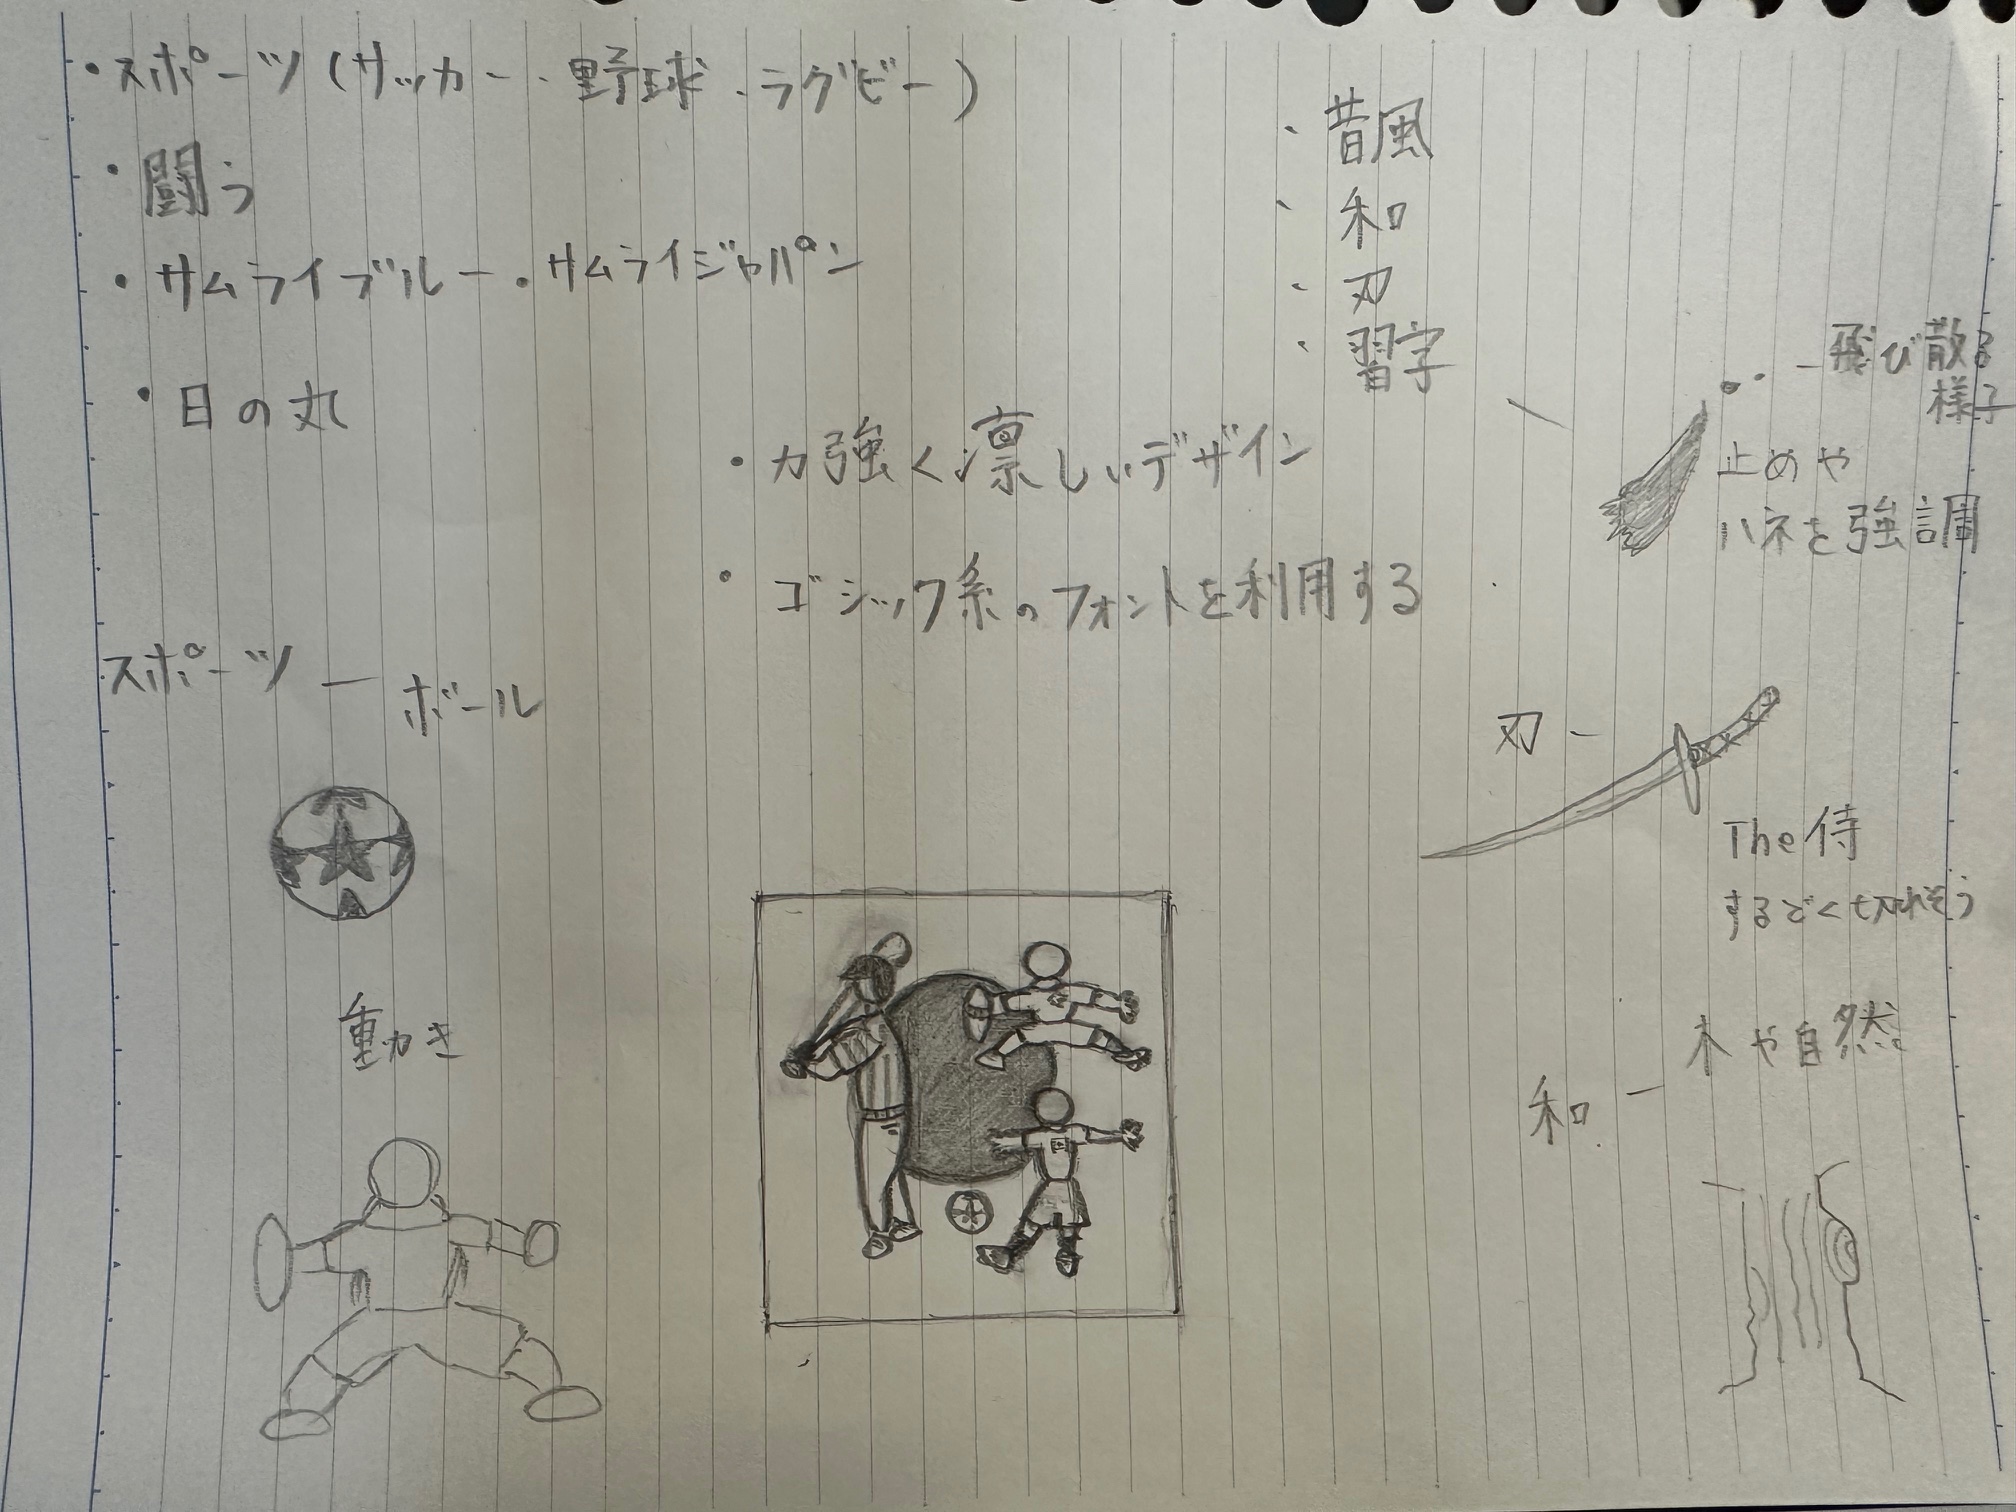 ・スポーツ(サッカー・野球・ラグビー)
・闘う
・サムライブルー・サムライジャパン
・日の丸
・昔風
・和
・刃
・習字
飛び散る
様子
止めや
ハネを強調
・力強く凛しいデザイン
・ゴシック系のフォントを利用する
スポーツ ー ボール
動き
刃ー
The侍
するどくて切れそう
和ー
木や自然